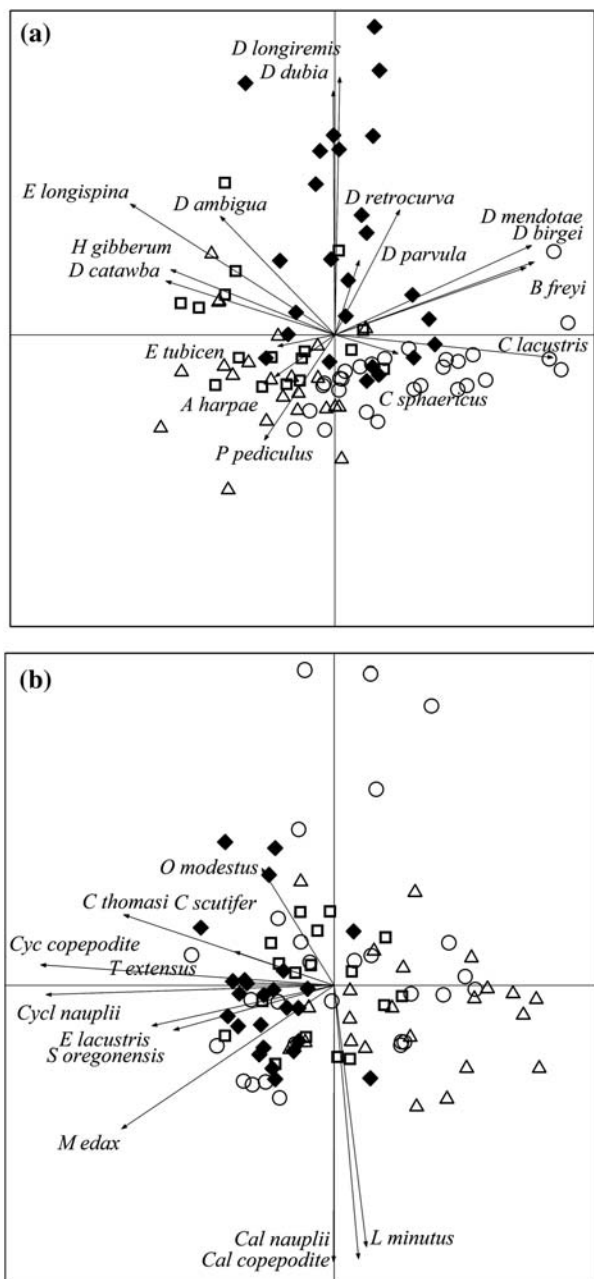 (a)
D longiremis
D dubia
E longispina
D ambigua
D retrocurva
D mendotae
D birgei
H gibberum
D catawba
D parvula
B freyi
E tubicen
C lacustris
A harpae
C sphaericus
P pediculus
(b)
O modestus
C thomasi C scutifer
Cyc copepodite
T extensus
Cycl nauplii
E lacustris
S oregonensis
M edax
Cal nauplii
L minutus
Cal copepodite